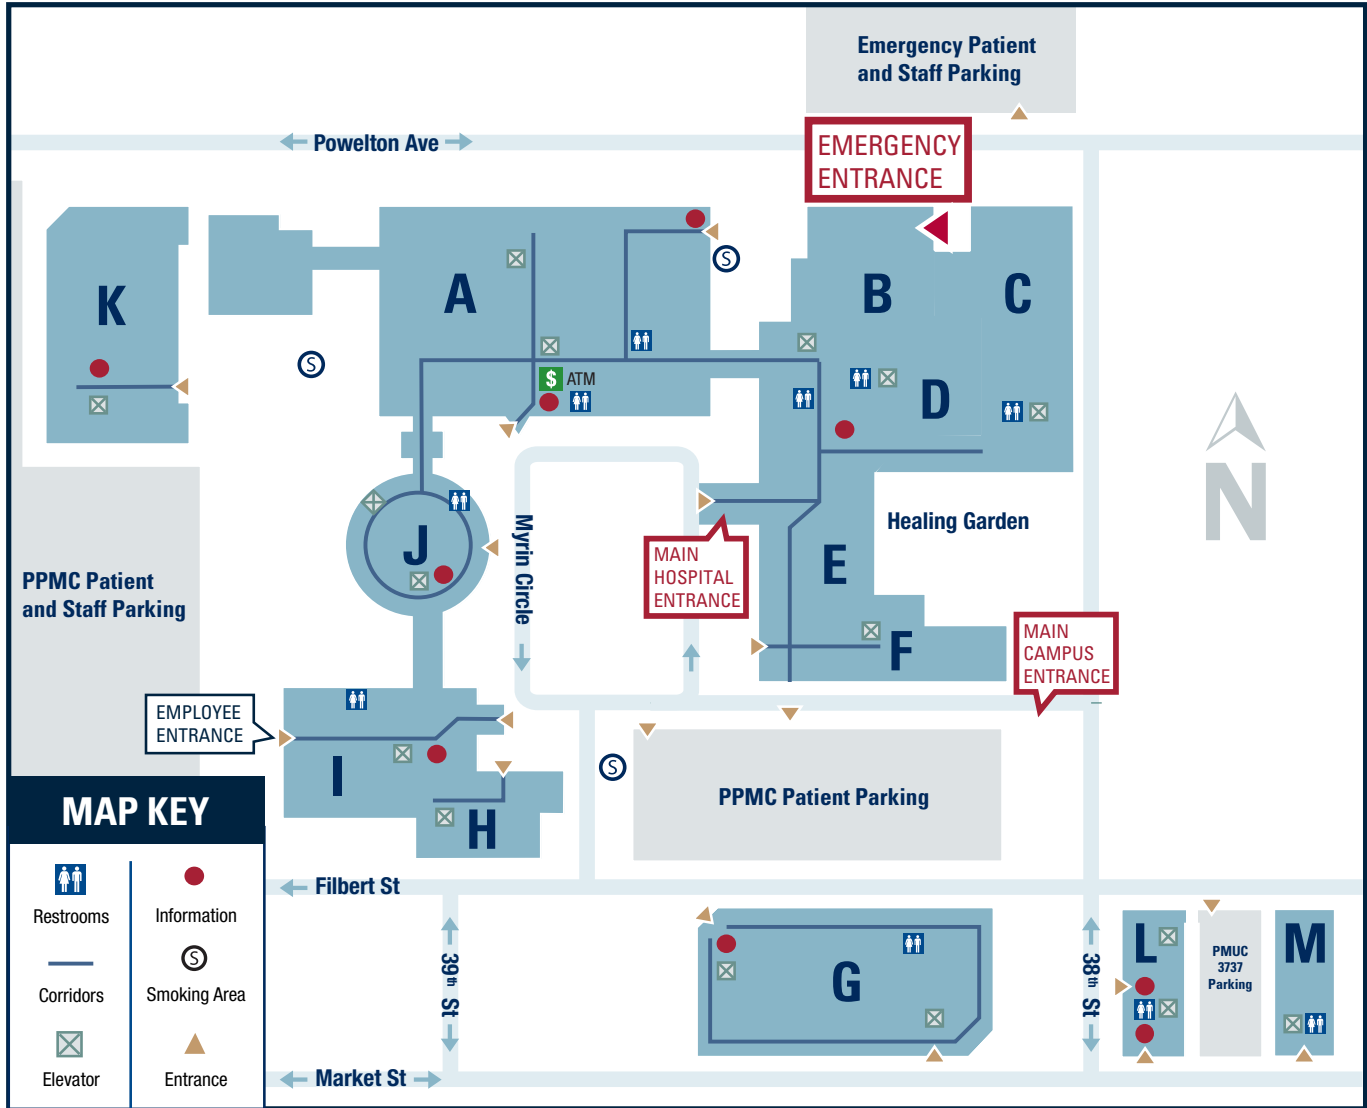 Emergency Patient
and Staff Parking
Powelton Ave
EMERGENCY
ENTRANCE
S
K
A
B
C
S
$ ATM
D
Healing Garden
N
J
Myrin Circle
MAIN
HOSPITAL
ENTRANCE
E
PPMC Patient
and Staff Parking
F
MAIN
CAMPUS
ENTRANCE
EMPLOYEE
ENTRANCE
I
H
S
PPMC Patient Parking
MAP KEY
Restrooms
Information
S
Corridors
Smoking Area
Elevator
Entrance
Filbert St
39th St
G
38th St
L
PMUC
3737
Parking
M
Market St